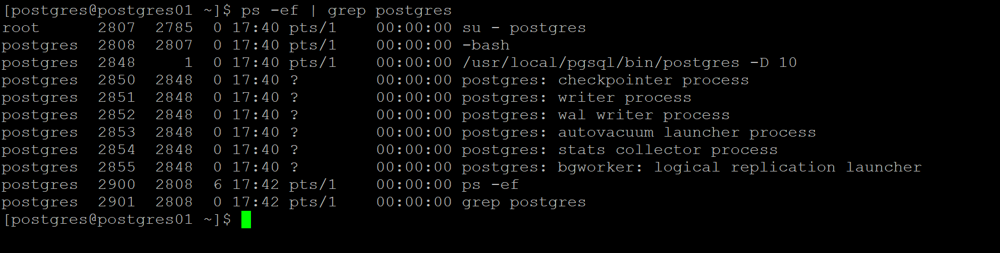 [postgres@postgres01 ~]$ ps -ef | grep postgres
root      2807  2785  0 17:40 pts/1    00:00:00 su - postgres
postgres  2808  2807  0 17:40 pts/1    00:00:00 -bash
postgres  2848     1  0 17:40 pts/1    00:00:00 /usr/local/pgsql/bin/postgres -D 10
postgres  2850  2848  0 17:40 ?        00:00:00 postgres: checkpointer process
postgres  2851  2848  0 17:40 ?        00:00:00 postgres: writer process
postgres  2852  2848  0 17:40 ?        00:00:00 postgres: wal writer process
postgres  2853  2848  0 17:40 ?        00:00:00 postgres: autovacuum launcher process
postgres  2854  2848  0 17:40 ?        00:00:00 postgres: stats collector process
postgres  2855  2848  0 17:40 ?        00:00:00 postgres: bgworker: logical replication launcher
postgres  2900  2808  6 17:42 pts/1    00:00:00 ps -ef
postgres  2901  2808  0 17:42 pts/1    00:00:00 grep postgres
[postgres@postgres01 ~]$